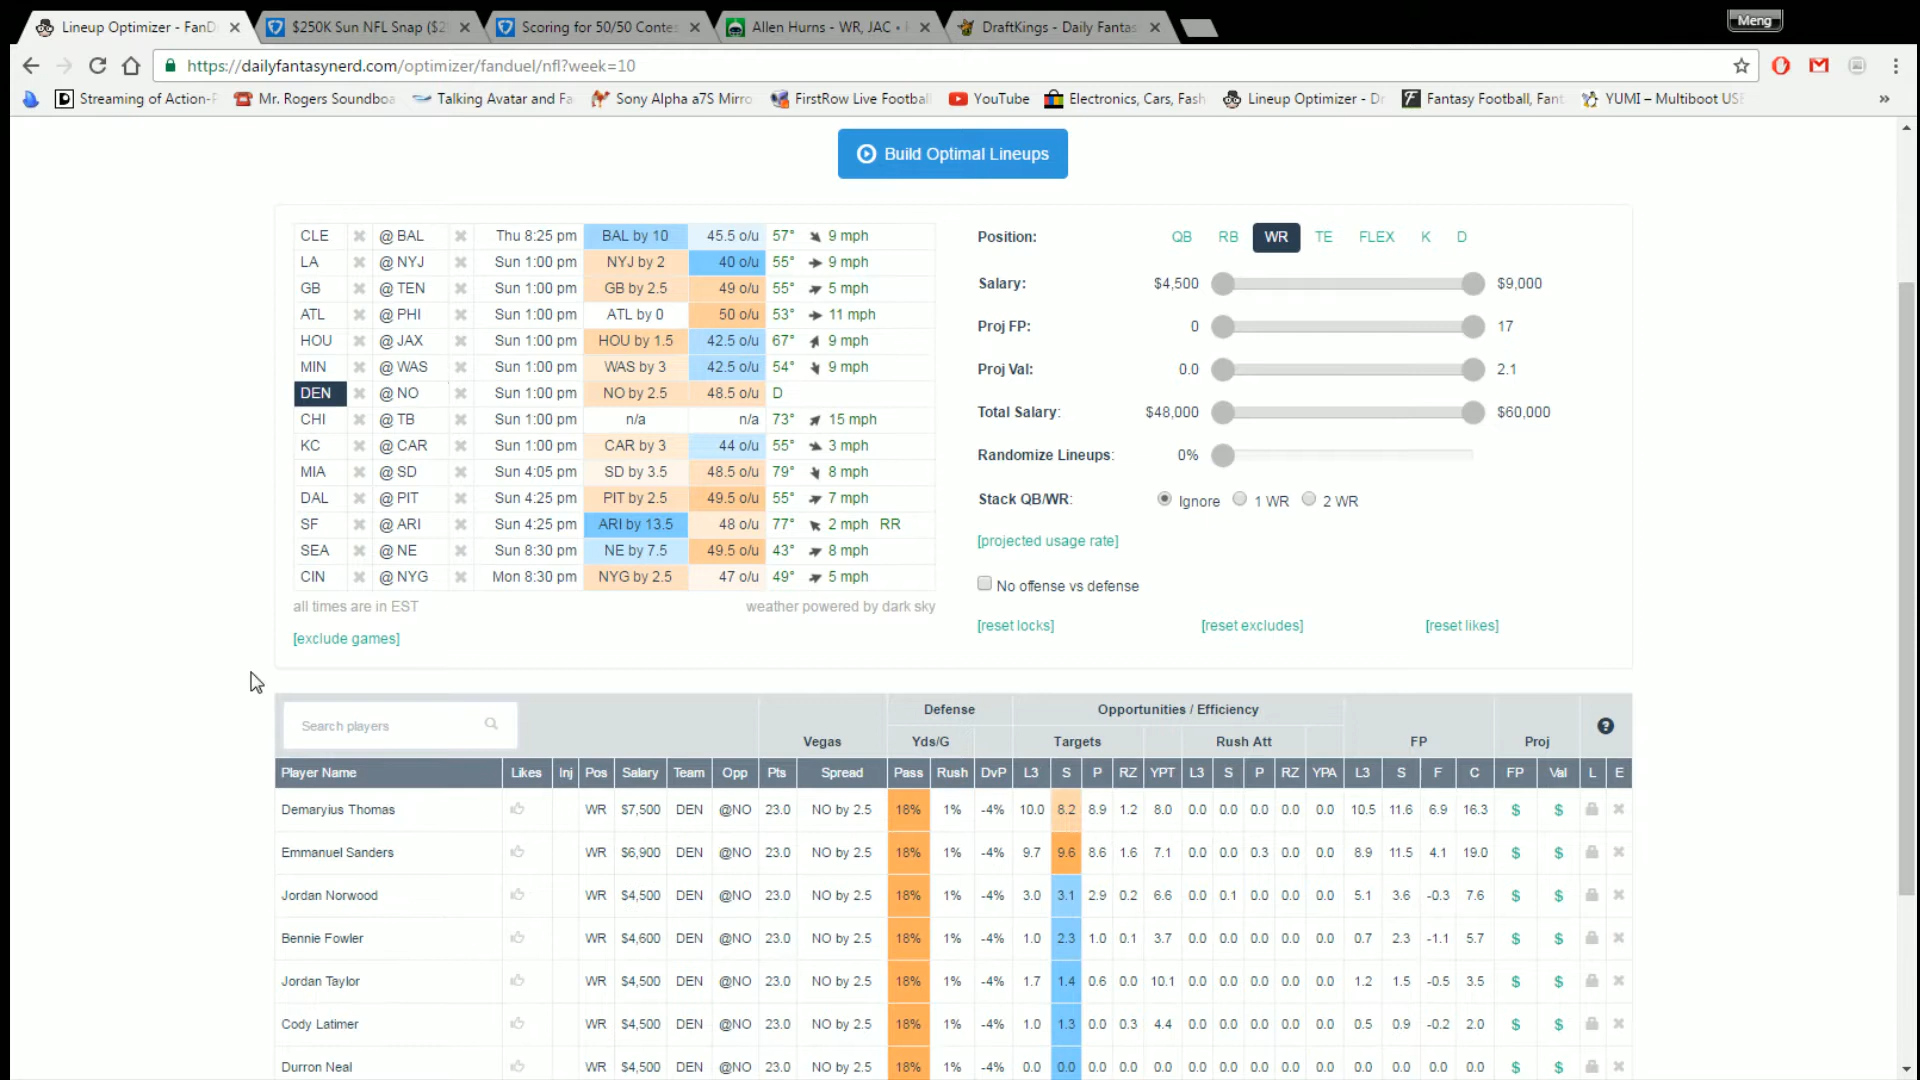 Lineup Optimizer - FanD
$250K Sun NFL Snap ($2
Scoring for 50/50 Contes
Allen Hurns - WR, JAC •
DraftKings - Daily Fantas
Meng
https://dailyfantasynerd.com/optimizer/fanduel/nfl?week=10
Streaming of Action-P
Mr. Rogers Soundboa
Talking Avatar and Fa
Sony Alpha a7S Mirro
FirstRow Live Football
YouTube
Electronics, Cars, Fash
Lineup Optimizer - Dr
Fantasy Football, Fant
YUMI – Multiboot USB
»
Build Optimal Lineups
CLE @ BAL Thu 8:25 pm BAL by 10 45.5 o/u 57° 9 mph
LA @ NYJ Sun 1:00 pm NYJ by 2 40 o/u 55° 9 mph
GB @ TEN Sun 1:00 pm GB by 2.5 49 o/u 55° 5 mph
ATL @ PHI Sun 1:00 pm ATL by 0 50 o/u 53° 11 mph
HOU @ JAX Sun 1:00 pm HOU by 1.5 42.5 o/u 67° 9 mph
MIN @ WAS Sun 1:00 pm WAS by 3 42.5 o/u 54° 9 mph
DEN @ NO Sun 1:00 pm NO by 2.5 48.5 o/u D
CHI @ TB Sun 1:00 pm n/a n/a 73° 15 mph
KC @ CAR Sun 1:00 pm CAR by 3 44 o/u 55° 3 mph
MIA @ SD Sun 4:05 pm SD by 3.5 48.5 o/u 79° 8 mph
DAL @ PIT Sun 4:25 pm PIT by 2.5 49.5 o/u 55° 7 mph
SF @ ARI Sun 4:25 pm ARI by 13.5 48 o/u 77° 2 mph RR
SEA @ NE Sun 8:30 pm NE by 7.5 49.5 o/u 43° 8 mph
CIN @ NYG Mon 8:30 pm NYG by 2.5 47 o/u 49° 5 mph
all times are in EST weather powered by dark sky
[exclude games]
Position: QB RB WR TE FLEX K D
Salary: $4,500 $9,000
Proj FP: 0 17
Proj Val: 0.0 2.1
Total Salary: $48,000 $60,000
Randomize Lineups: 0%
Stack QB/WR: Ignore 1 WR 2 WR
[projected usage rate]
No offense vs defense
[reset locks] [reset excludes] [reset likes]
Search players
Defense Opportunities / Efficiency
Vegas Yds/G Targets Rush Att FP Proj ?
Player Name Likes Inj Pos Salary Team Opp Pts Spread Pass Rush DvP L3 S P RZ YPT L3 S P RZ YPA L3 S F C FP Val L E
Demaryius Thomas WR $7,500 DEN @NO 23.0 NO by 2.5 18% 1% -4% 10.0 8.2 8.9 1.2 8.0 0.0 0.0 0.0 0.0 0.0 10.5 11.6 6.9 16.3 $ $
Emmanuel Sanders WR $6,900 DEN @NO 23.0 NO by 2.5 18% 1% -4% 9.7 9.6 8.6 1.6 7.1 0.0 0.0 0.3 0.0 0.0 8.9 11.5 4.1 19.0 $ $
Jordan Norwood WR $4,500 DEN @NO 23.0 NO by 2.5 18% 1% -4% 3.0 3.1 2.9 0.2 6.6 0.0 0.1 0.0 0.0 0.0 5.1 3.6 -0.3 7.6 $ $
Bennie Fowler WR $4,600 DEN @NO 23.0 NO by 2.5 18% 1% -4% 1.0 2.3 1.0 0.1 3.7 0.0 0.0 0.0 0.0 0.0 0.7 2.3 -1.1 5.7 $ $
Jordan Taylor WR $4,500 DEN @NO 23.0 NO by 2.5 18% 1% -4% 1.7 1.4 0.6 0.0 10.1 0.0 0.0 0.0 0.0 0.0 1.2 1.5 -0.5 3.5 $ $
Cody Latimer WR $4,500 DEN @NO 23.0 NO by 2.5 18% 1% -4% 1.0 1.3 0.0 0.3 4.4 0.0 0.0 0.0 0.0 0.0 0.5 0.9 -0.2 2.0 $ $
Durron Neal WR $4,500 DEN @NO 23.0 NO by 2.5 18% 1% -4% 0.0 0.0 0.0 0.0 0.0 0.0 0.0 0.0 0.0 0.0 0.0 0.0 0.0 0.0 $ $